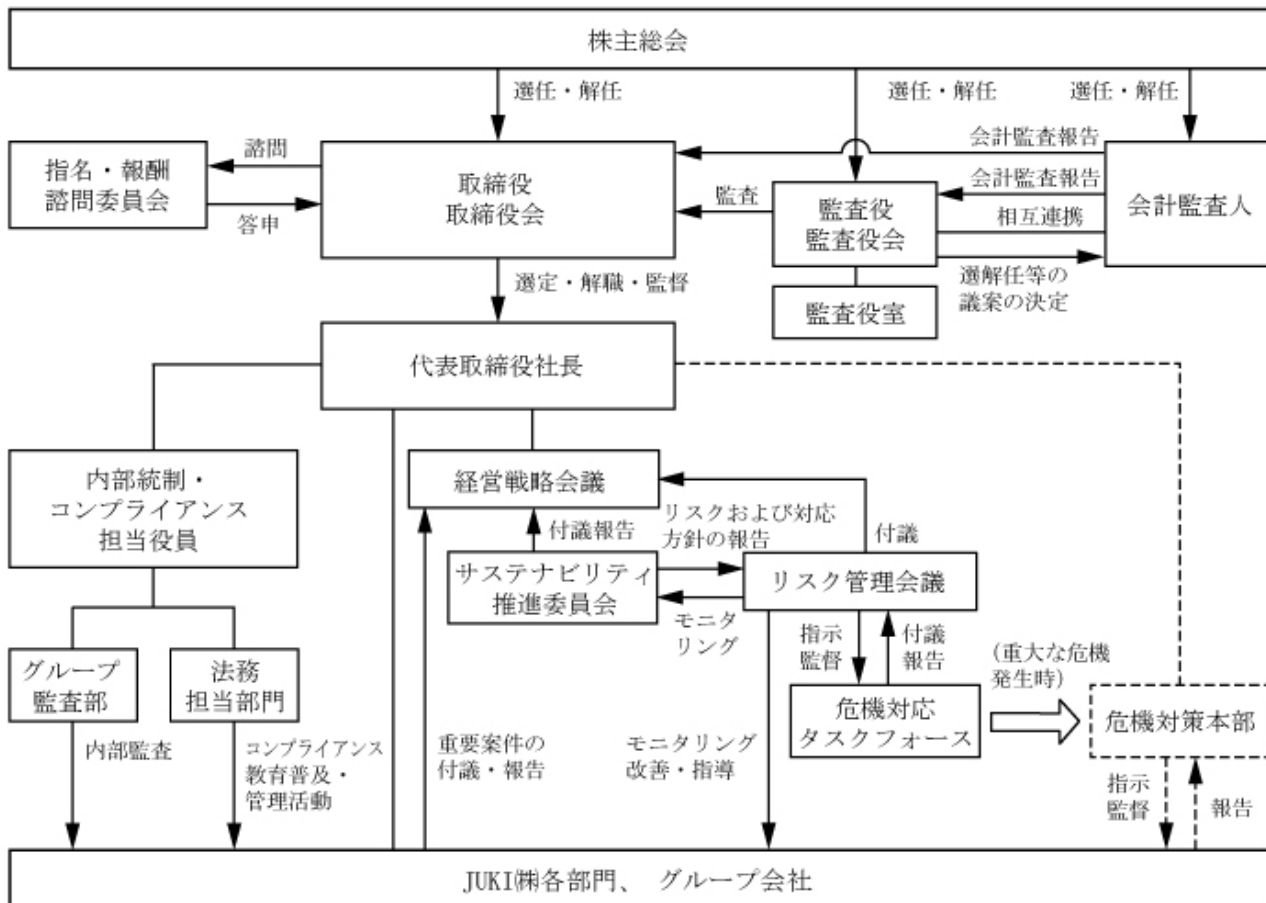 株主総会
選任・解任
選任・解任
選任・解任
指名・報酬
諮問委員会
諮問
答申
取締役
取締役会
監査
監査役
監査役会
会計監査報告
会計監査報告
相互連携
会計監査人
選解任等の
議案の決定
監査役室
選定・解職・監督
代表取締役社長
内部統制・
コンプライアンス
担当役員
経営戦略会議
付議報告
リスクおよび対応
方針の報告
付議
サステナビリティ
推進委員会
リスク管理会議
モニタ
リング
指示
監督
付議
報告
(重大な危機
発生時)
グループ
監査部
法務
担当部門
危機対応
タスクフォース
危機対策本部
内部監査
コンプライアンス
教育普及・
管理活動
重要案件の
付議・報告
モニタリング
改善・指導
指示
監督
報告
JUKI㈱各部門、 グループ会社